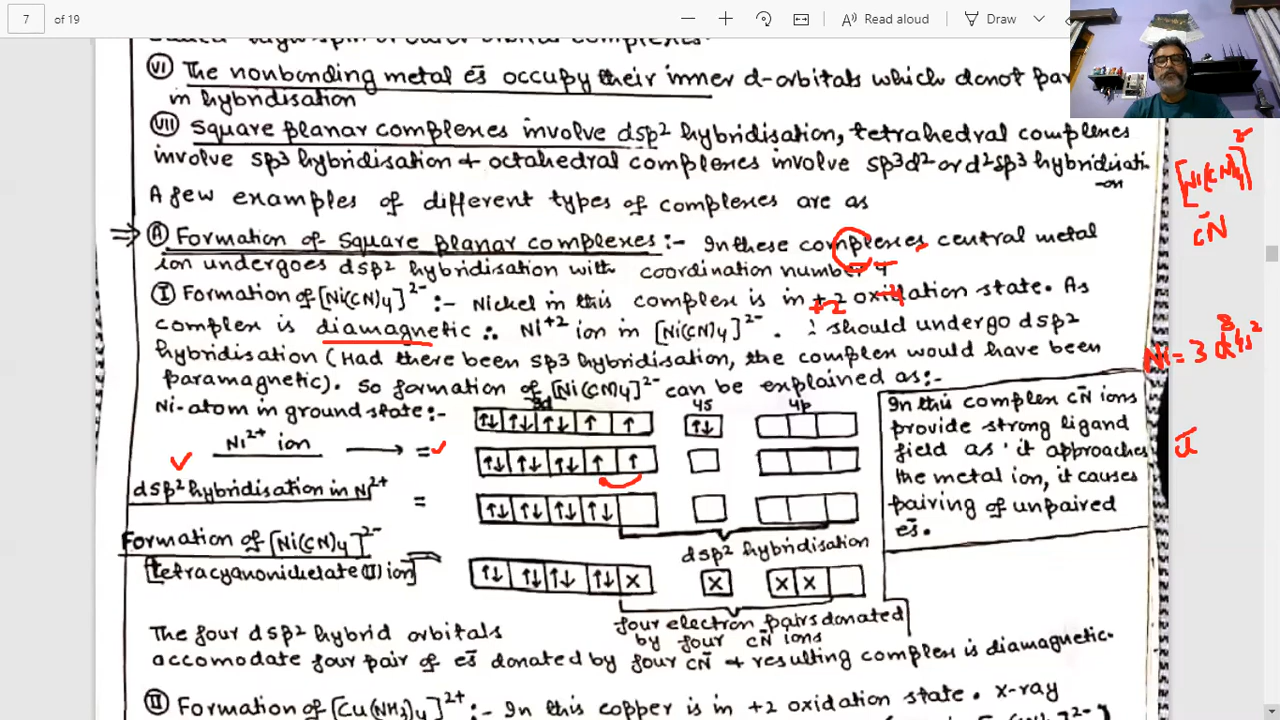 7 of 19
Read aloud Draw
VI The nonbonding metal ēs occupy their inner d-orbitals which donot
in hybridisation
VII Square planar complexes involve dsp2 hybridisation, tetrahedral complexes
involve sp3 hybridisation + octahedral complexes involve sp3d2 or d2sp3 hybridisati
-on
A few examples of different types of complexes are as
⇒ A Formation of Square planar complexes :- In these complexes central metal
ion undergoes dsp2 hybridisation with coordination number 4
I Formation of [Ni(CN)4]2- :- Nickel in this complex is in +2 oxidation state. As
complex is diamagnetic ∴ Ni+2 ion in [Ni(CN)4]2- . should undergo dsp2
hybridisation (Had there been sp3 hybridisation, the complex would have been
paramagnetic). So formation of [Ni(CN)4]2- can be explained as:-
Ni-atom in ground state:- 3d 4s 4p
Ni2+ ion → =
dsp2 hybridisation in Ni2+ =
dsp2 hybridisation
Formation of [Ni(CN)4]2- =
[tetracyanonickelate(II) ion]
x x x x
four electron pairs donated
by four CN̄ ions
In this complex CN̄ ions
provide strong ligand
field as it approaches
the metal ion, it causes
pairing of unpaired
ēs.
The four dsp2 hybrid orbitals
accomodate four pair of ēs donated by four CN̄ + resulting complex is diamagnetic.
II Formation of [Cu(NH3)4]2+ :- In this copper is in +2 oxidation state. x-ray
[Ni(CN)4]
CN̄
+2
Ni = 3d8 4s2